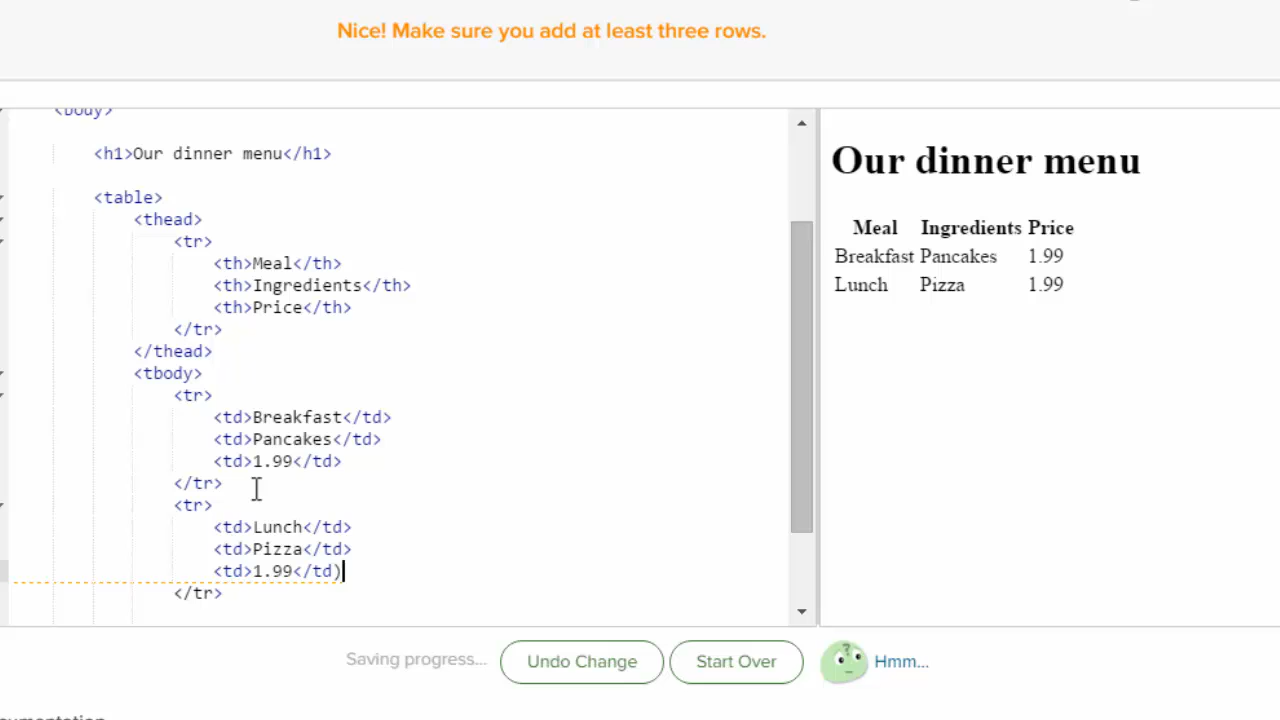 Nice! Make sure you add at least three rows.
<body>
<h1>Our dinner menu</h1>
<table>
<thead>
<tr>
<th>Meal</th>
<th>Ingredients</th>
<th>Price</th>
</tr>
</thead>
<tbody>
<tr>
<td>Breakfast</td>
<td>Pancakes</td>
<td>1.99</td>
</tr>
<tr>
<td>Lunch</td>
<td>Pizza</td>
<td>1.99</td)
</tr>
Our dinner menu
Meal Ingredients Price
Breakfast Pancakes 1.99
Lunch Pizza 1.99
Saving progress...
Undo Change
Start Over
Hmm...